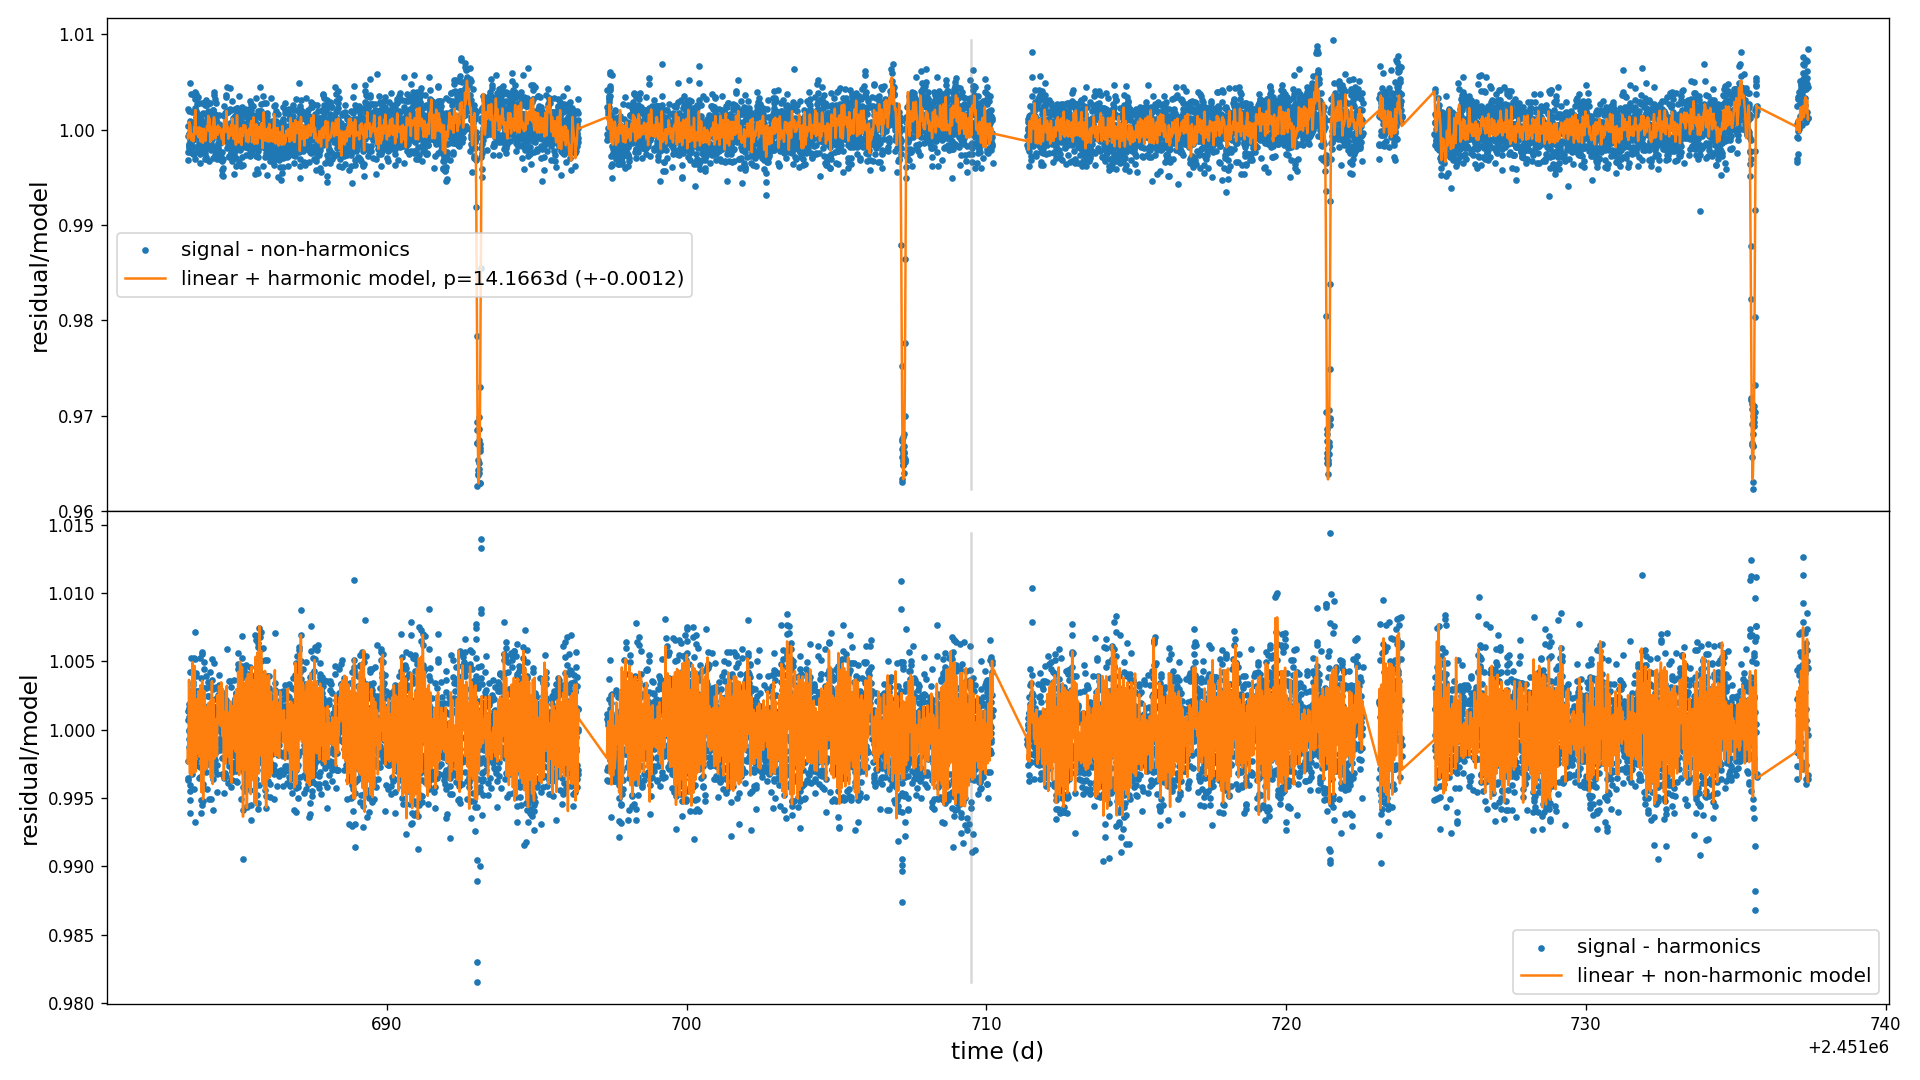 1.01
1.00
0.99
0.98
0.97
0.96
residual/model
signal - non-harmonics
linear + harmonic model, p=14.1663d (+-0.0012)
1.015
1.010
1.005
1.000
0.995
0.990
0.985
0.980
residual/model
signal - harmonics
linear + non-harmonic model
690
700
710
720
730
740
time (d)
+2.451e6